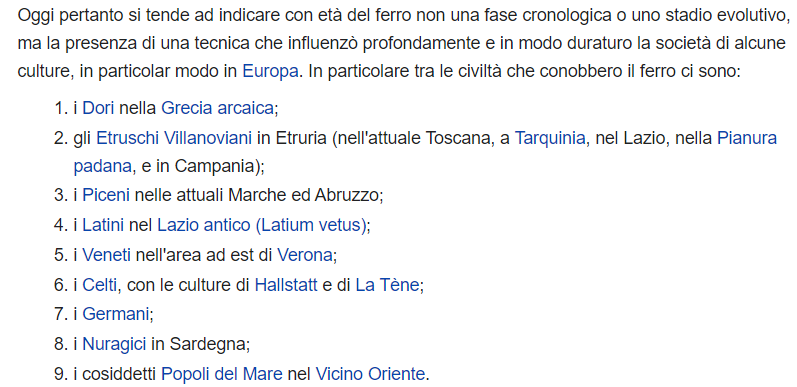 Oggi pertanto si tende ad indicare con età del ferro non una fase cronologica o uno stadio evolutivo,
ma la presenza di una tecnica che influenzò profondamente e in modo duraturo la società di alcune
culture, in particolar modo in Europa. In particolare tra le civiltà che conobbero il ferro ci sono:
1. i Dori nella Grecia arcaica;
2. gli Etruschi Villanoviani in Etruria (nell'attuale Toscana, a Tarquinia, nel Lazio, nella Pianura
padana, e in Campania);
3. i Piceni nelle attuali Marche ed Abruzzo;
4. i Latini nel Lazio antico (Latium vetus);
5. i Veneti nell'area ad est di Verona;
6. i Celti, con le culture di Hallstatt e di La Tène;
7. i Germani;
8. i Nuragici in Sardegna;
9. i cosiddetti Popoli del Mare nel Vicino Oriente.